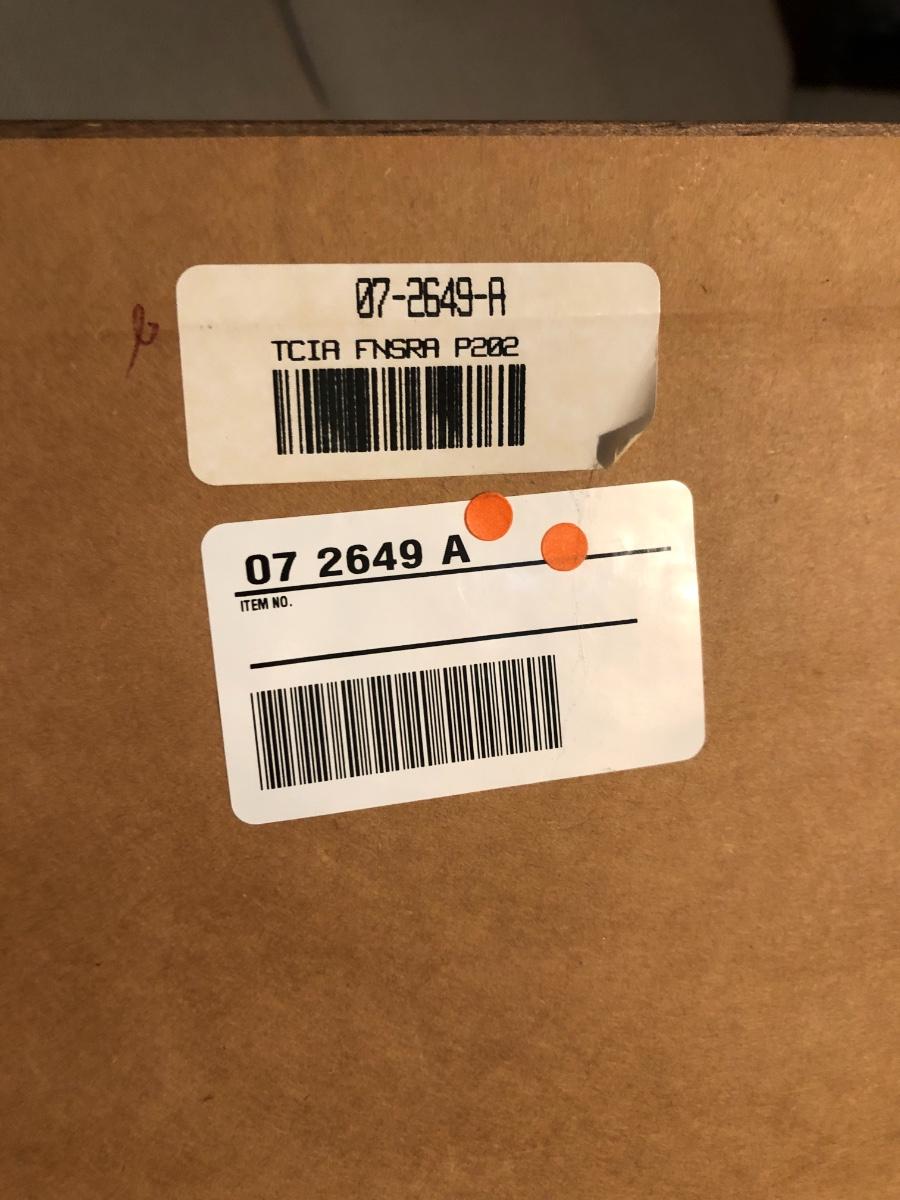 07-2649-A
TCIA FNSRA P202
07 2649 A
ITEM NO.